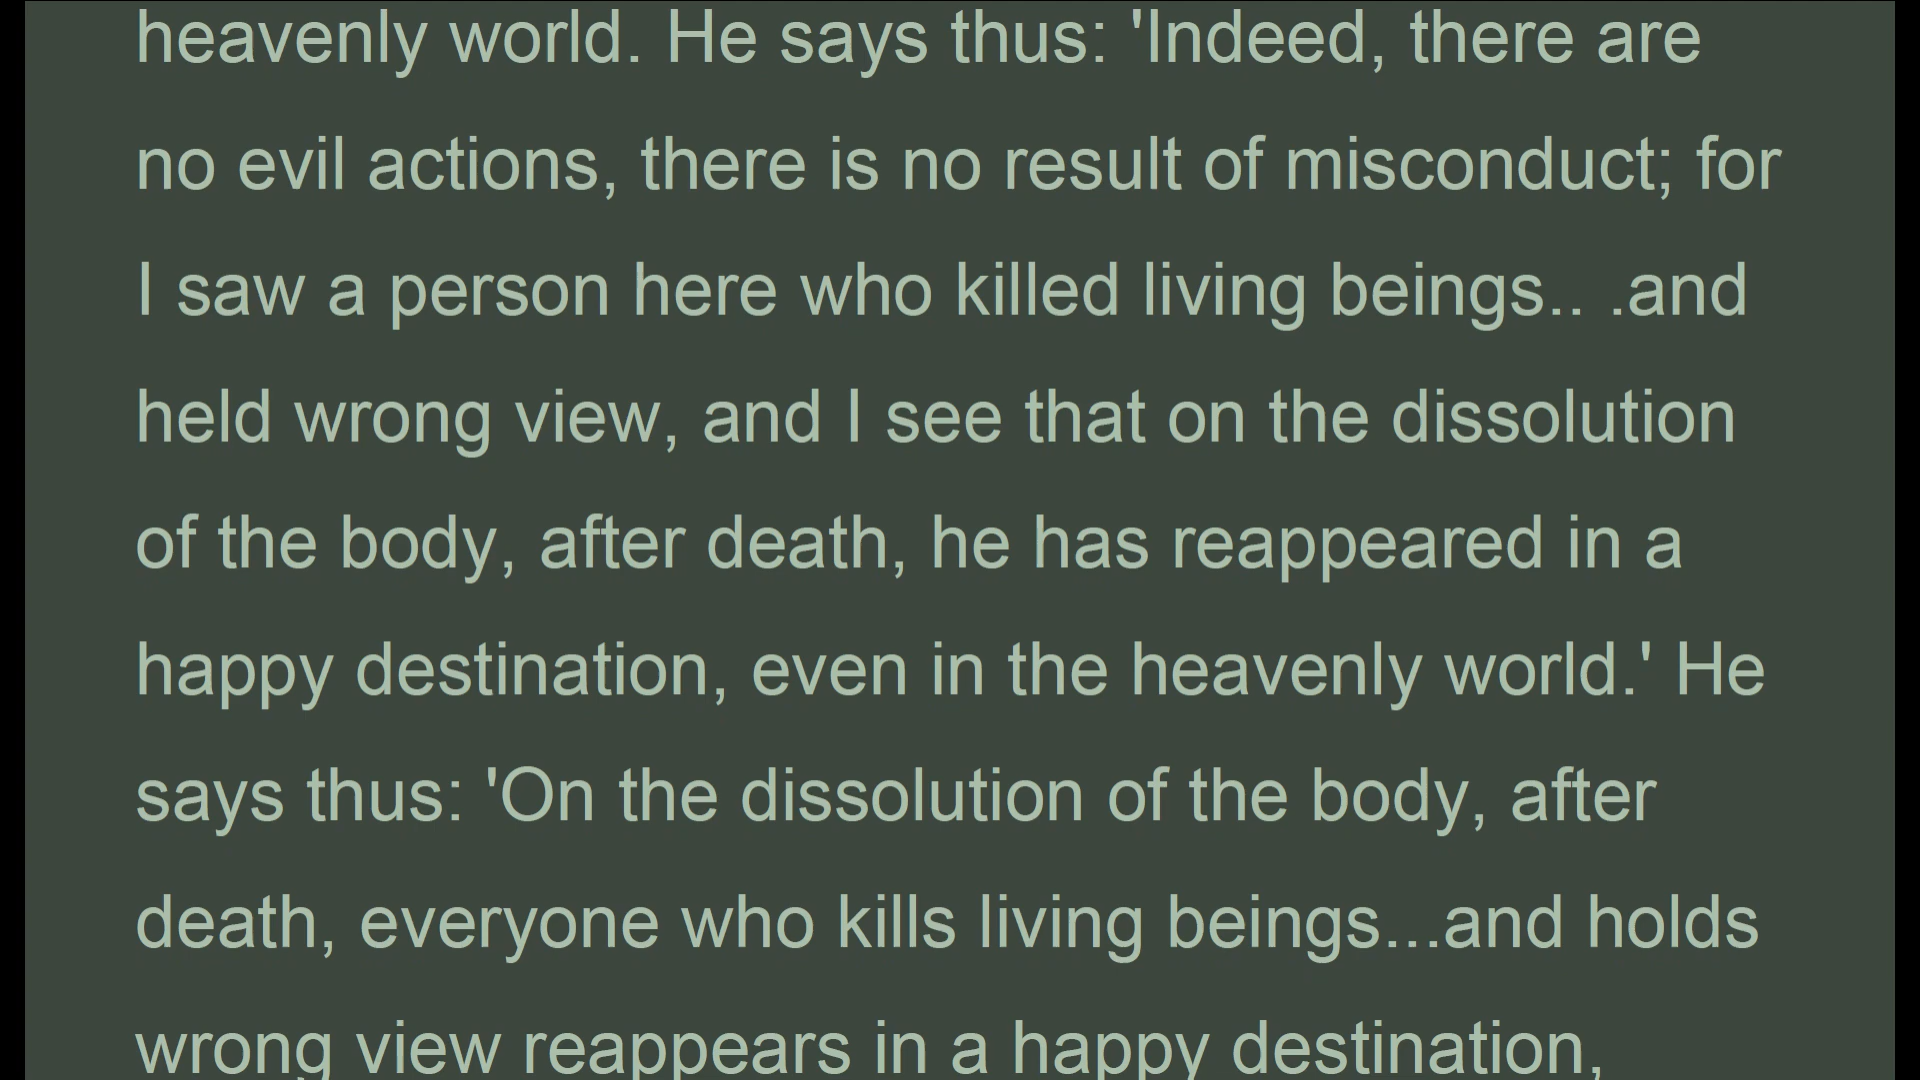 heavenly world. He says thus: 'Indeed, there are
no evil actions, there is no result of misconduct; for
I saw a person here who killed living beings.. .and
held wrong view, and I see that on the dissolution
of the body, after death, he has reappeared in a
happy destination, even in the heavenly world.' He
says thus: 'On the dissolution of the body, after
death, everyone who kills living beings...and holds
wrong view reappears in a happy destination,